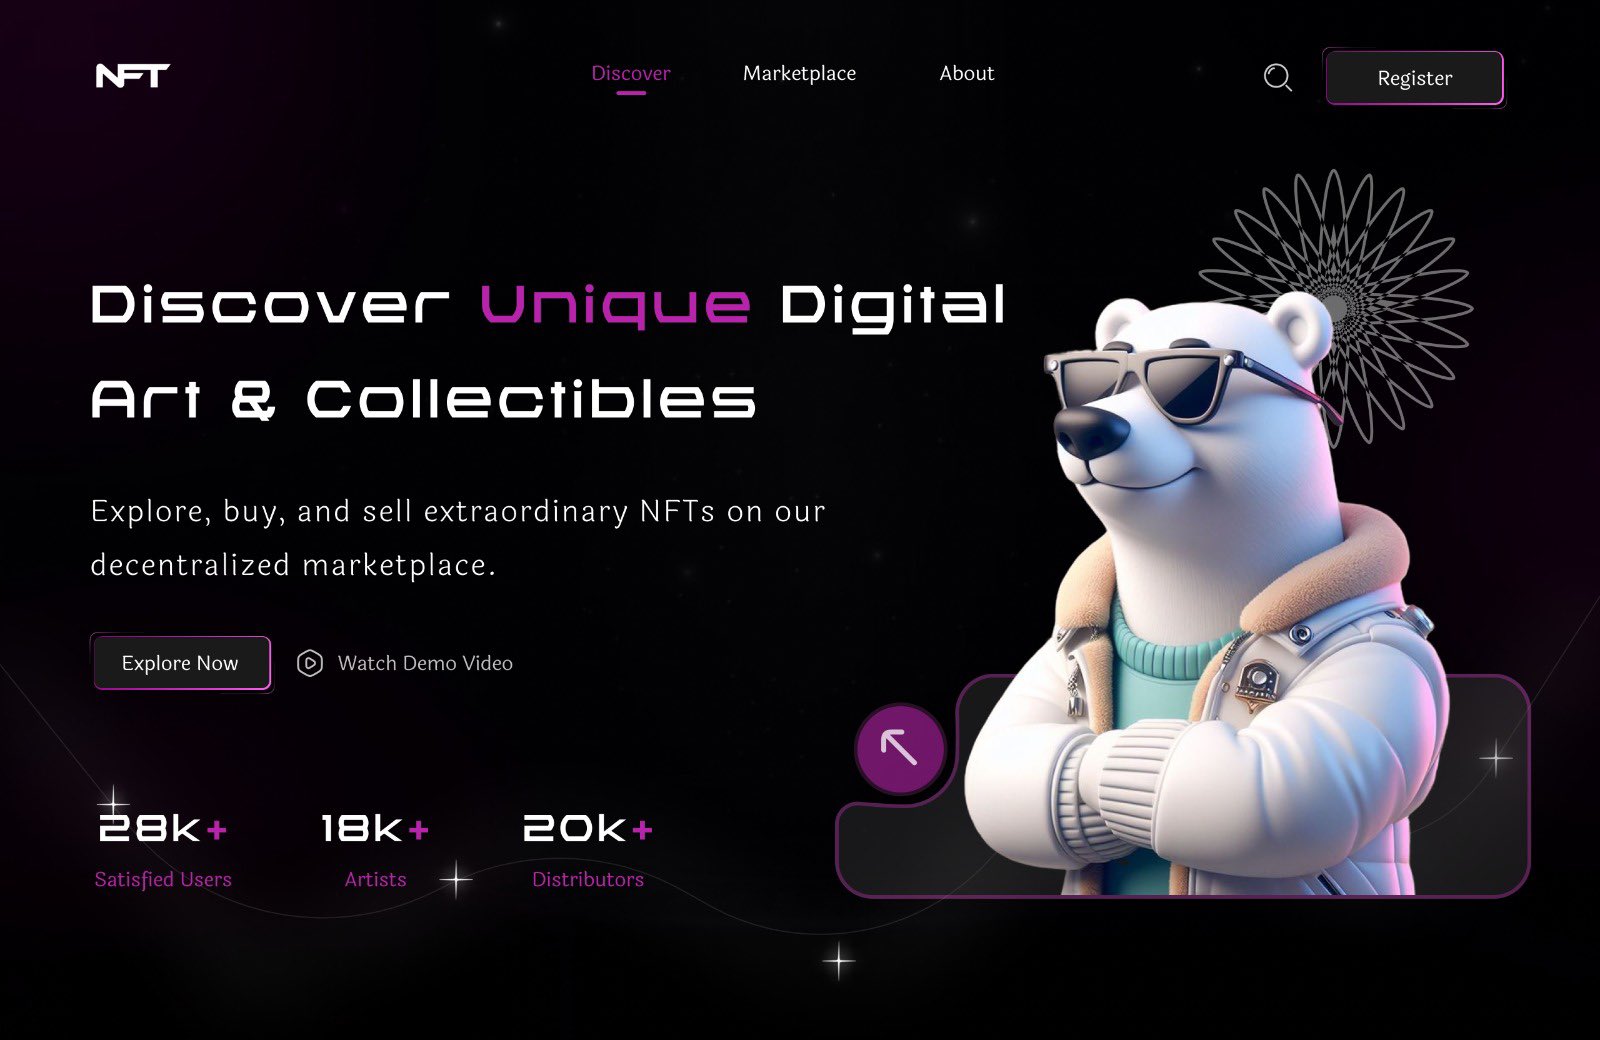 NFT
Discover
Marketplace
About
Register
Discover Unique Digital
Art & Collectibles
Explore, buy, and sell extraordinary NFTs on our
decentralized marketplace.
Explore Now
Watch Demo Video
28k+
18k+
20k+
Satisfied Users
Artists
Distributors